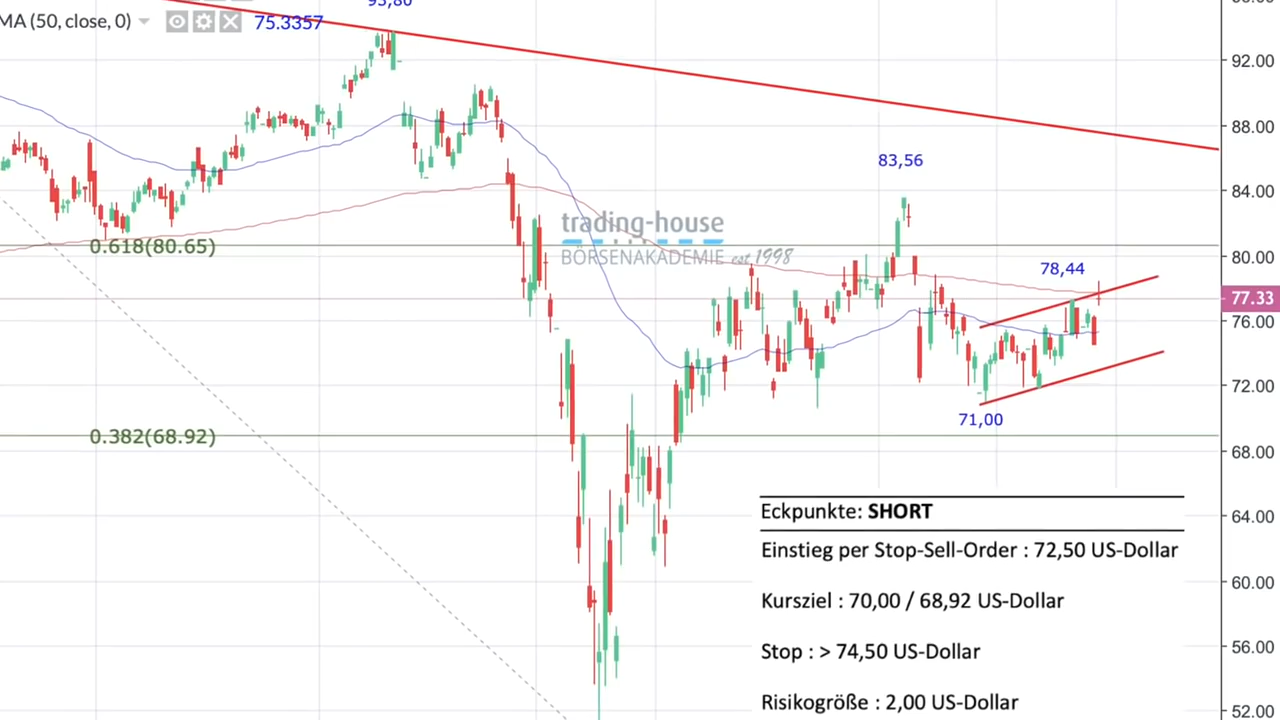 93,80
MA (50, close, 0)
75.3357
92.00
88.00
83,56
84.00
trading-house
BÖRSENAKADEMIE est 1998
0.618(80.65)
80.00
78,44
77.33
76.00
72.00
71,00
0.382(68.92)
68.00
64.00
60.00
56.00
52.00
Eckpunkte: SHORT
Einstieg per Stop-Sell-Order : 72,50 US-Dollar
Kursziel : 70,00 / 68,92 US-Dollar
Stop : > 74,50 US-Dollar
Risikogröße : 2,00 US-Dollar